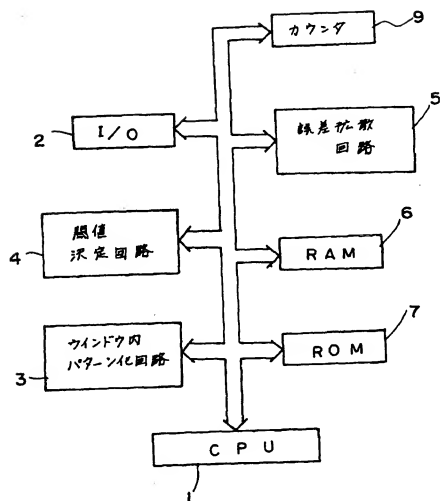 カウンタ
9
I/O
2
誤差拡散
回路
5
閾値
決定回路
4
RAM
6
ウインドウ内
パターン化回路
3
ROM
7
CPU
1